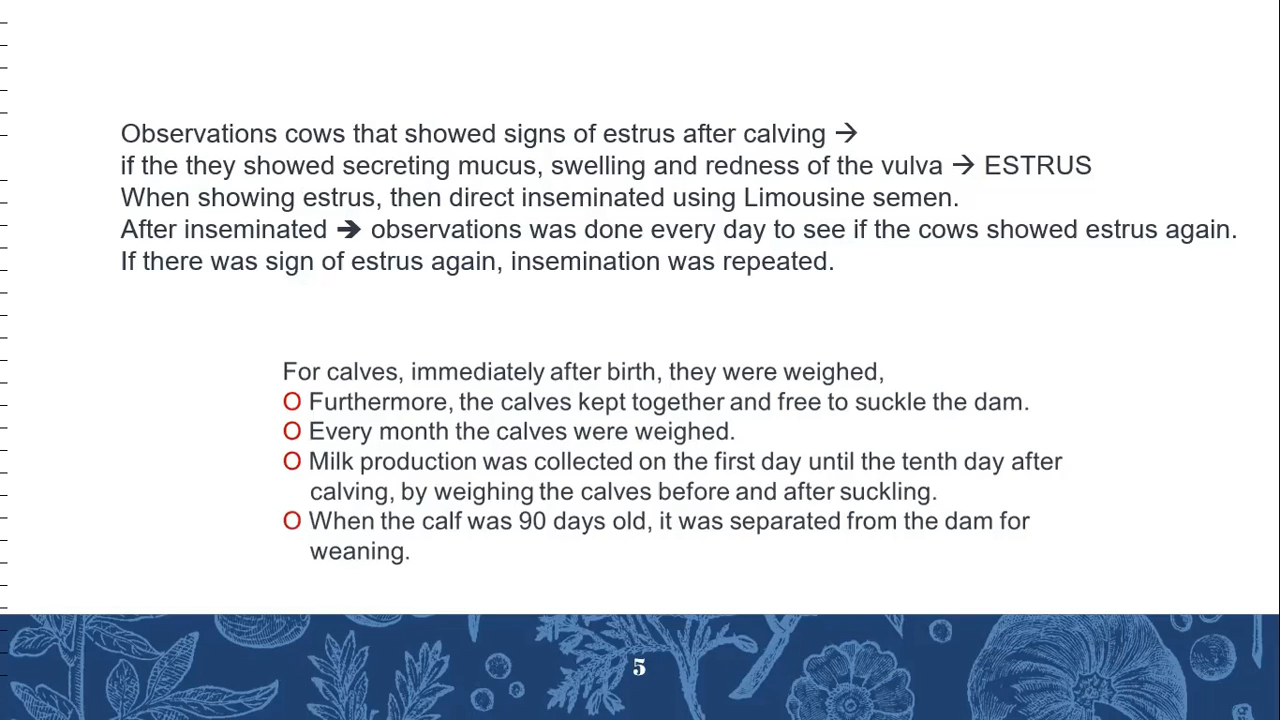 Observations cows that showed signs of estrus after calving →
if the they showed secreting mucus, swelling and redness of the vulva → ESTRUS
When showing estrus, then direct inseminated using Limousine semen.
After inseminated ➔ observations was done every day to see if the cows showed estrus again.
If there was sign of estrus again, insemination was repeated.
For calves, immediately after birth, they were weighed,
O Furthermore, the calves kept together and free to suckle the dam.
O Every month the calves were weighed.
O Milk production was collected on the first day until the tenth day after
calving, by weighing the calves before and after suckling.
O When the calf was 90 days old, it was separated from the dam for
weaning.
5